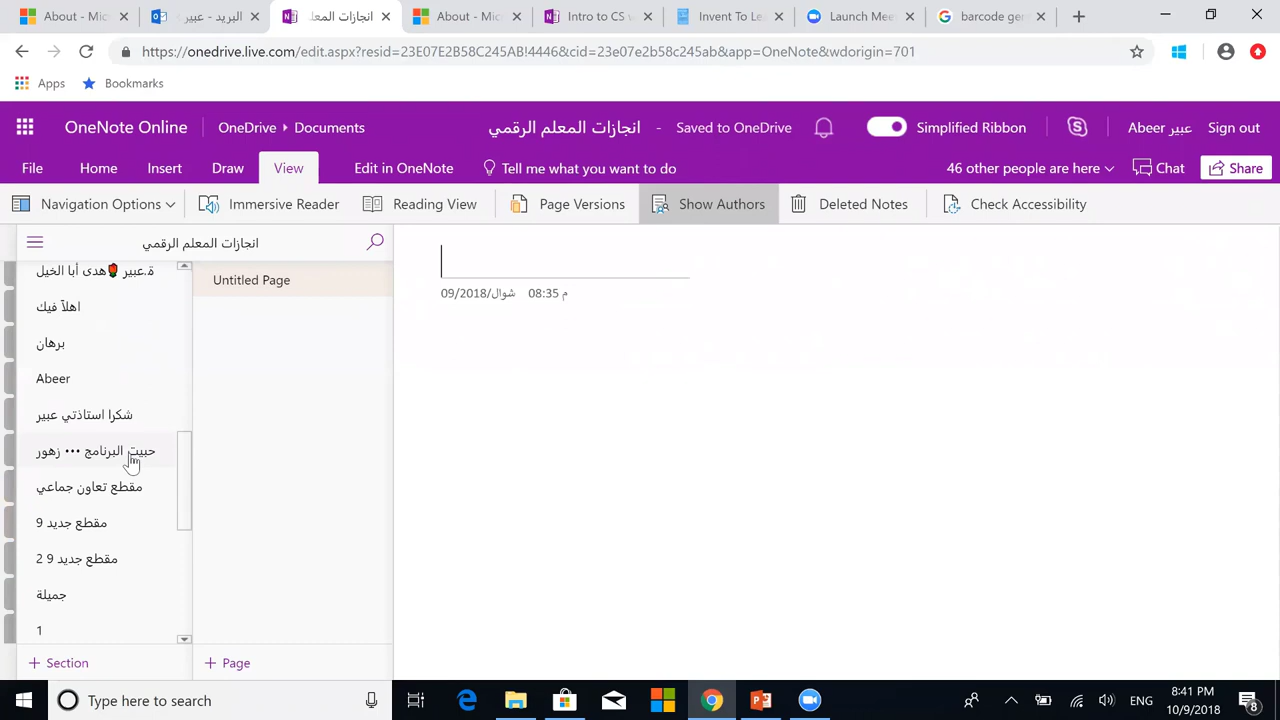 About - Mic
البريد - عبير
انجازات المعلم
About - Mic
Intro to CS w
Invent To Lea
Launch Mee
barcode gen
https://onedrive.live.com/edit.aspx?resid=23E07E2B58C245AB!4446&cid=23e07e2b58c245ab&app=OneNote&wdorigin=701
Apps
Bookmarks
OneNote Online
OneDrive ▸ Documents
انجازات المعلم الرقمي - Saved to OneDrive
Simplified Ribbon
Abeer عبير
Sign out
File
Home
Insert
Draw
View
Edit in OneNote
Tell me what you want to do
46 other people are here
Chat
Share
Navigation Options
Immersive Reader
Reading View
Page Versions
Show Authors
Deleted Notes
Check Accessibility
انجازات المعلم الرقمي
ة.عبير🌹هدى أبا الخيل
اهلآ فيك
برهان
Abeer
شكرا استاذتي عبير
حبيت البرنامج ••• زهور
مقطع تعاون جماعي
مقطع جديد 9
مقطع جديد 9 2
جميلة
1
+ Section
Untitled Page
+ Page
09/شوال/2018 08:35 م
Type here to search
ENG
8:41 PM
10/9/2018
8